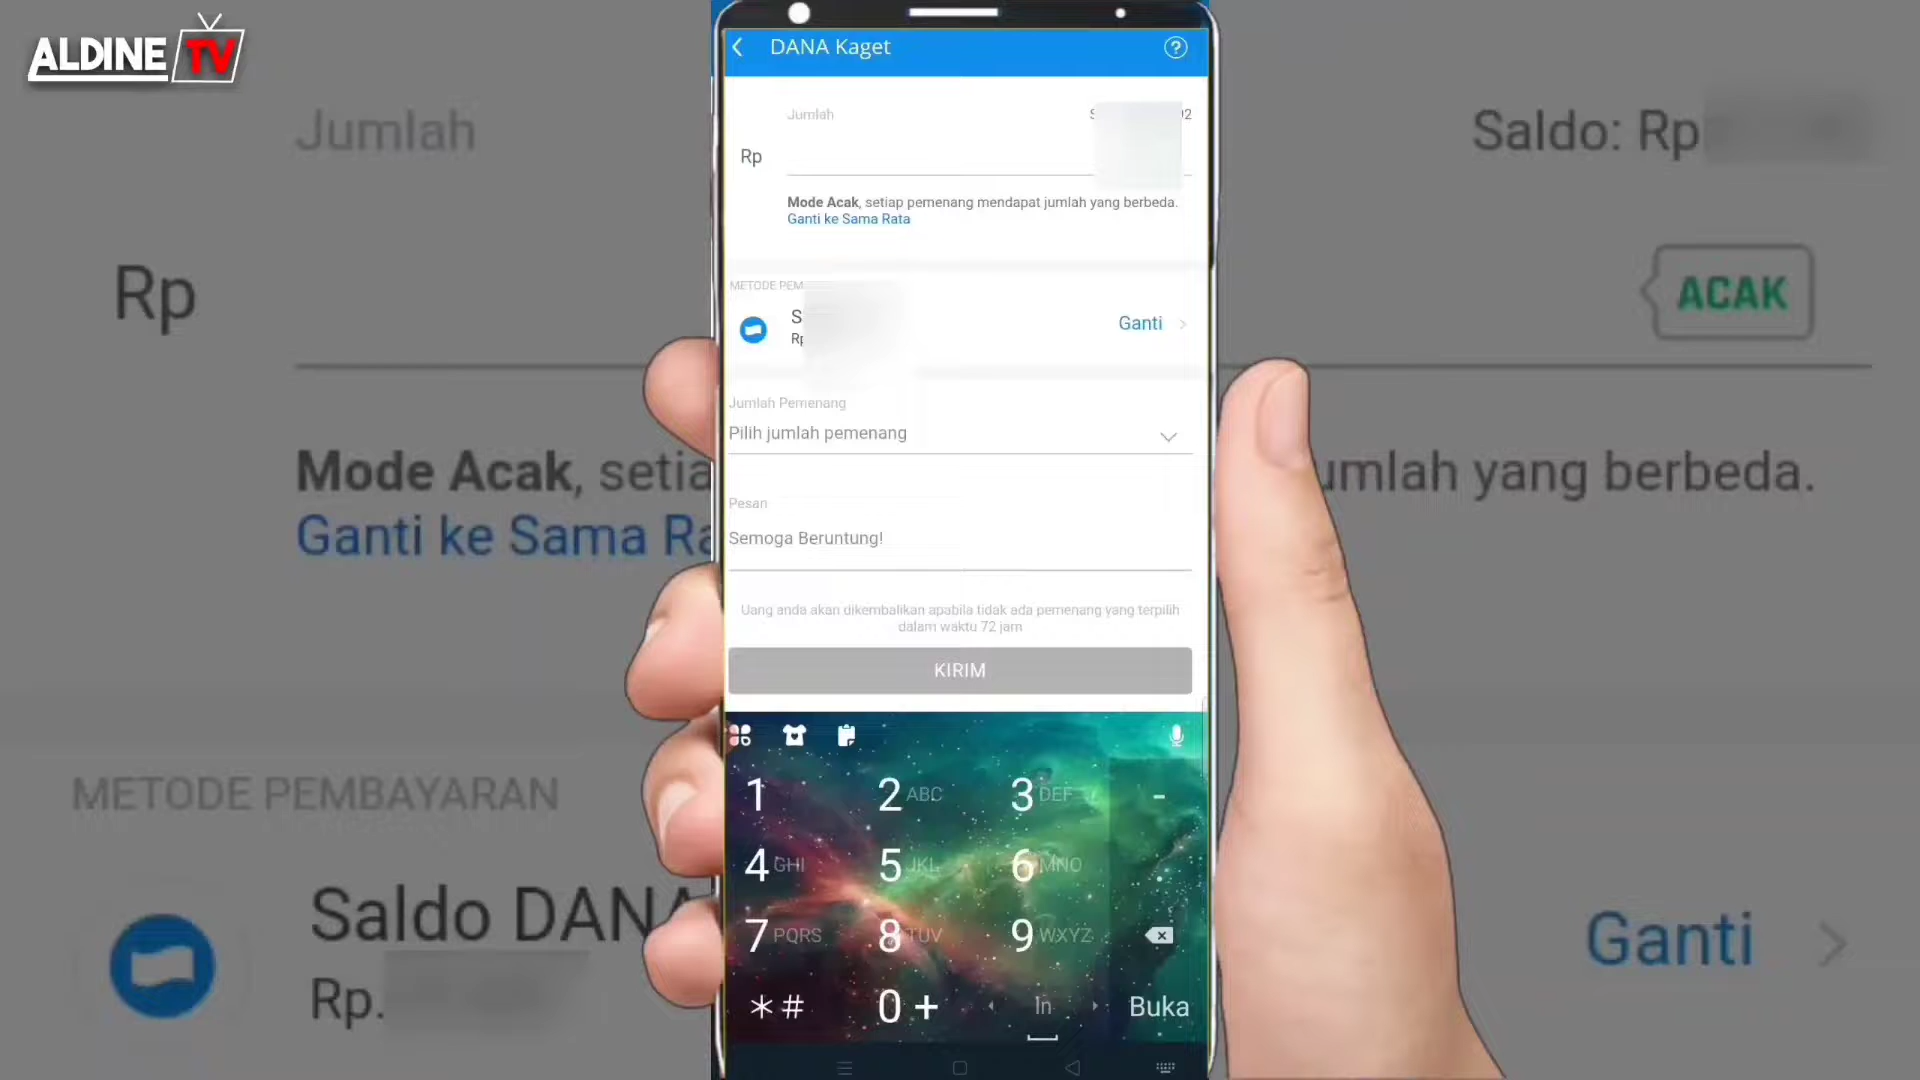 ALDINE TV
DANA Kaget
Jumlah
Rp
Mode Acak, setiap pemenang mendapat jumlah yang berbeda.
Ganti ke Sama Rata
METODE PEM
Rp
Ganti
Jumlah Pemenang
Pilih jumlah pemenang
Pesan
Semoga Beruntung!
Uang anda akan dikembalikan apabila tidak ada pemenang yang terpilih
dalam waktu 72 jam
KIRIM
1 2 ABC 3 DEF -
4 GHI 5 JKL 6 MNO .
7 PQRS 8 TUV 9 WXYZ
*# 0 + In Buka
Jumlah
Saldo: Rp
Rp
ACAK
Mode Acak, setia
umlah yang berbeda.
Ganti ke Sama Ra
METODE PEMBAYARAN
Saldo DANA
Rp.
Ganti